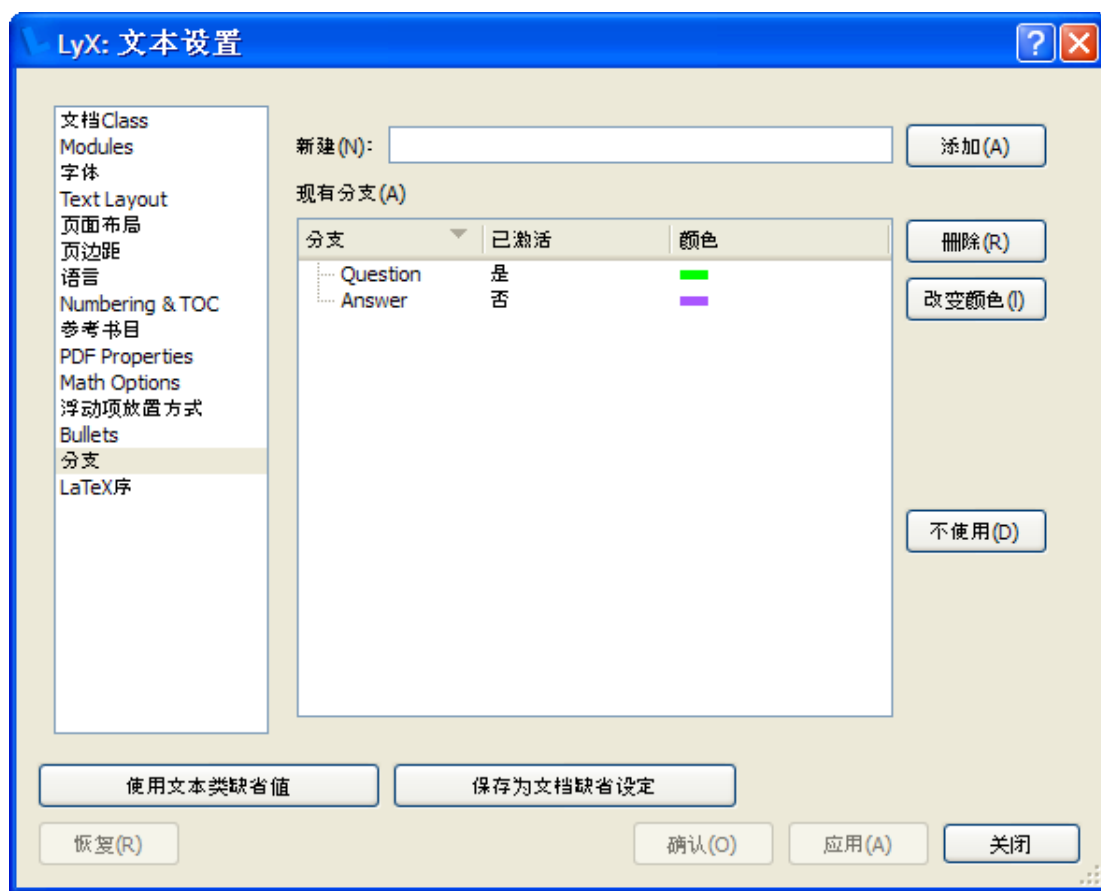 LyX: 文本设置
文档Class
Modules
字体
Text Layout
页面布局
页边距
语言
Numbering & TOC
参考书目
PDF Properties
Math Options
浮动项放置方式
Bullets
分支
LaTeX序
新建(N):
添加(A)
现有分支(A)
分支 已激活 颜色
Question 是
Answer 否
删除(R)
改变颜色(I)
不使用(D)
使用文本类缺省值 保存为文档缺省设定
恢复(R) 确认(O) 应用(A) 关闭